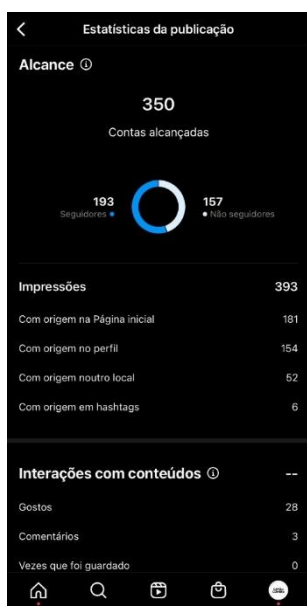 Estatísticas da publicação
Alcance
350
Contas alcançadas
193
Seguidores
157
Não seguidores
Impressões 393
Com origem na Página inicial 181
Com origem no perfil 154
Com origem noutro local 52
Com origem em hashtags 6
Interações com conteúdos --
Gostos 28
Comentários 3
Vezes que foi guardado 0